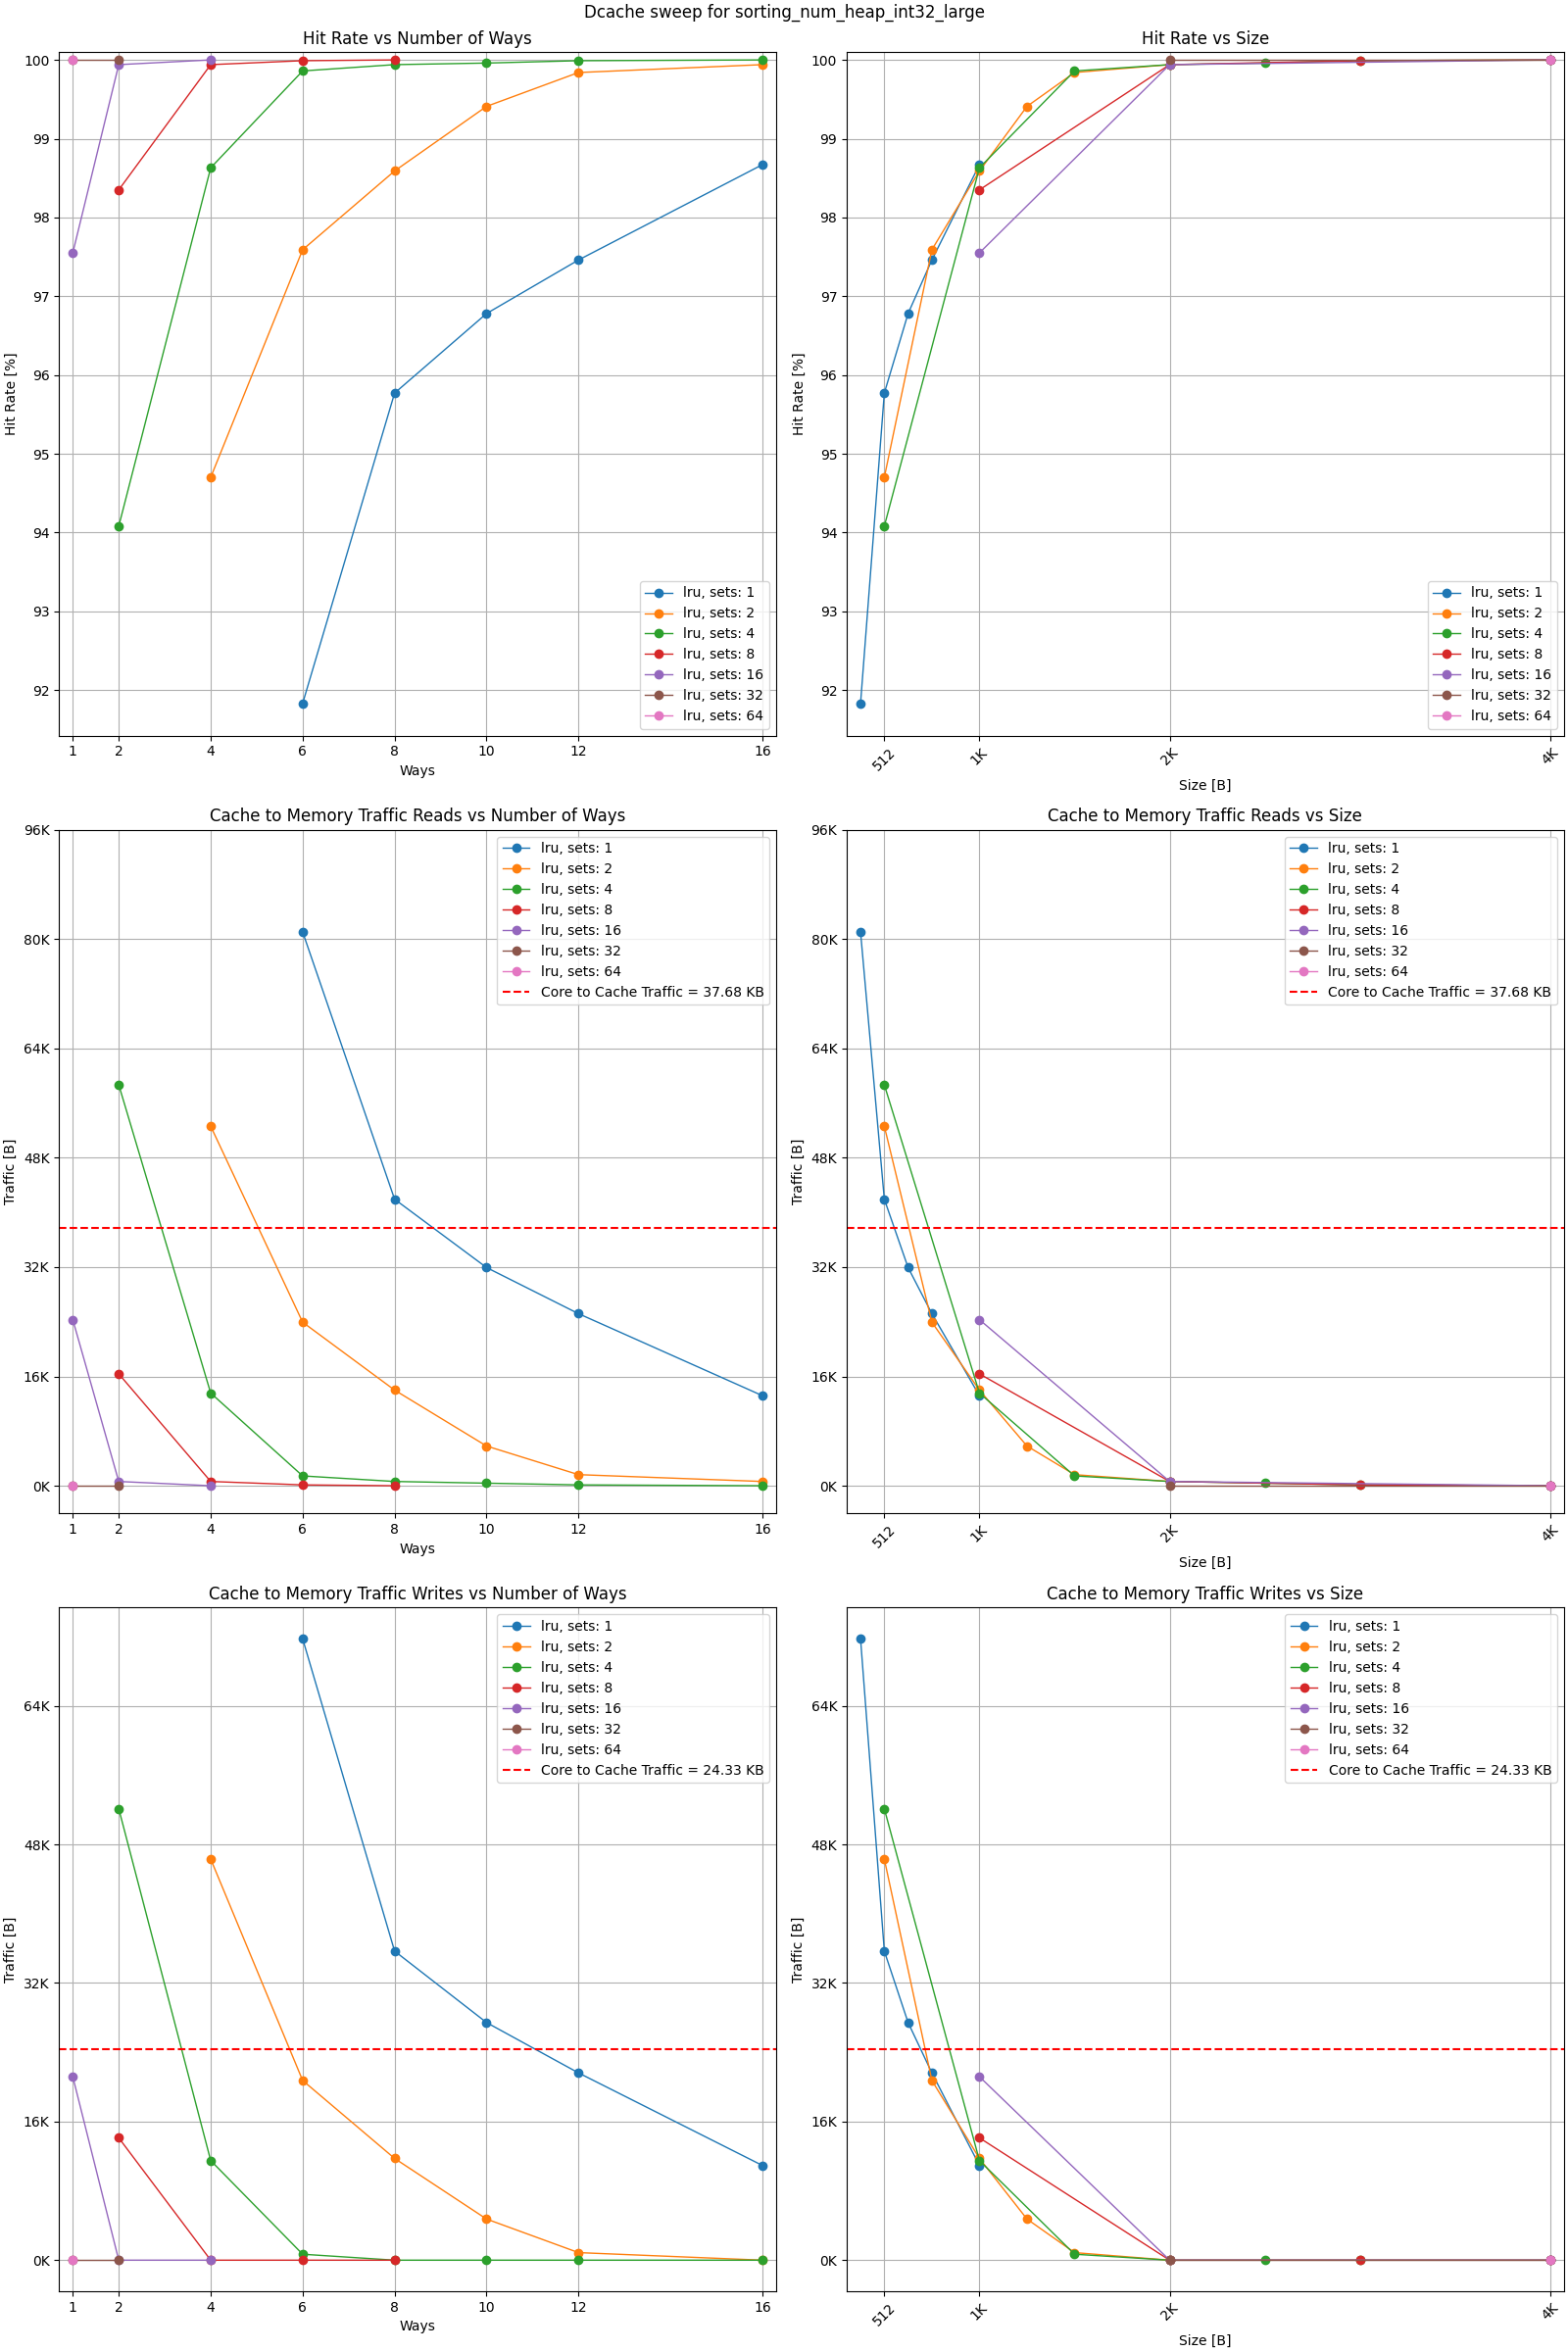 Dcache sweep for sorting_num_heap_int32_large
Hit Rate vs Number of Ways
Hit Rate [%]
100
99
98
97
96
95
94
93
92
1 2 4 6 8 10 12 16
Ways
lru, sets: 1
lru, sets: 2
lru, sets: 4
lru, sets: 8
lru, sets: 16
lru, sets: 32
lru, sets: 64
Hit Rate vs Size
Hit Rate [%]
100
99
98
97
96
95
94
93
92
512 1K 2K 4K
Size [B]
lru, sets: 1
lru, sets: 2
lru, sets: 4
lru, sets: 8
lru, sets: 16
lru, sets: 32
lru, sets: 64
Cache to Memory Traffic Reads vs Number of Ways
Traffic [B]
96K
80K
64K
48K
32K
16K
0K
1 2 4 6 8 10 12 16
Ways
lru, sets: 1
lru, sets: 2
lru, sets: 4
lru, sets: 8
lru, sets: 16
lru, sets: 32
lru, sets: 64
Core to Cache Traffic = 37.68 KB
Cache to Memory Traffic Reads vs Size
Traffic [B]
96K
80K
64K
48K
32K
16K
0K
512 1K 2K 4K
Size [B]
lru, sets: 1
lru, sets: 2
lru, sets: 4
lru, sets: 8
lru, sets: 16
lru, sets: 32
lru, sets: 64
Core to Cache Traffic = 37.68 KB
Cache to Memory Traffic Writes vs Number of Ways
Traffic [B]
64K
48K
32K
16K
0K
1 2 4 6 8 10 12 16
Ways
lru, sets: 1
lru, sets: 2
lru, sets: 4
lru, sets: 8
lru, sets: 16
lru, sets: 32
lru, sets: 64
Core to Cache Traffic = 24.33 KB
Cache to Memory Traffic Writes vs Size
Traffic [B]
64K
48K
32K
16K
0K
512 1K 2K 4K
Size [B]
lru, sets: 1
lru, sets: 2
lru, sets: 4
lru, sets: 8
lru, sets: 16
lru, sets: 32
lru, sets: 64
Core to Cache Traffic = 24.33 KB